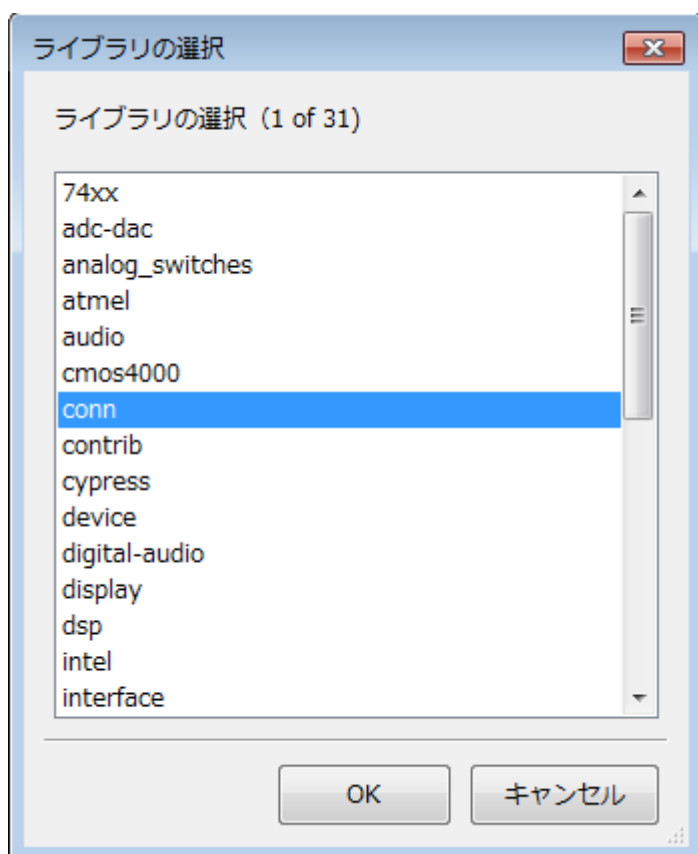 ライブラリの選択
ライブラリの選択 (1 of 31)
74xx
adc-dac
analog_switches
atmel
audio
cmos4000
conn
contrib
cypress
device
digital-audio
display
dsp
intel
interface
OK
キャンセル